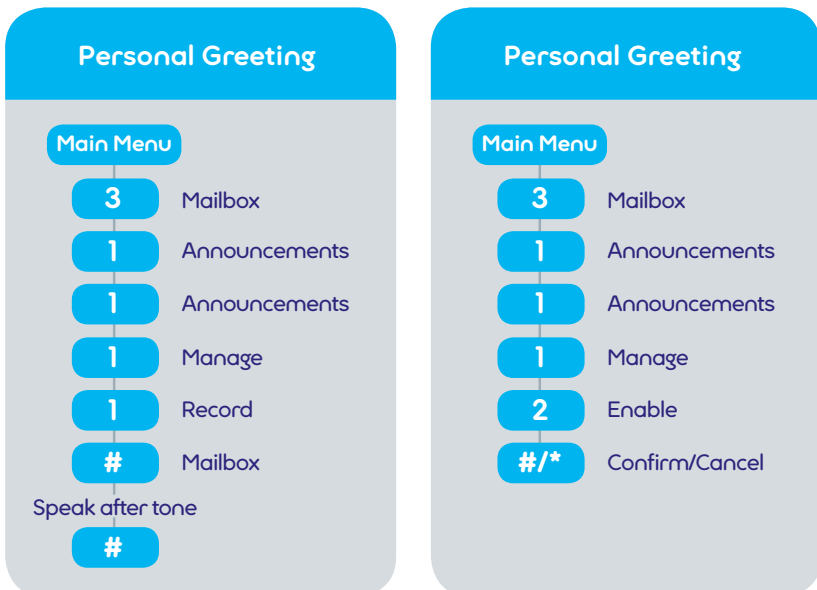 Personal Greeting
Main Menu
3 Mailbox
1 Announcements
1 Announcements
1 Manage
1 Record
# Mailbox
Speak after tone
#
Personal Greeting
Main Menu
3 Mailbox
1 Announcements
1 Announcements
1 Manage
2 Enable
#/* Confirm/Cancel